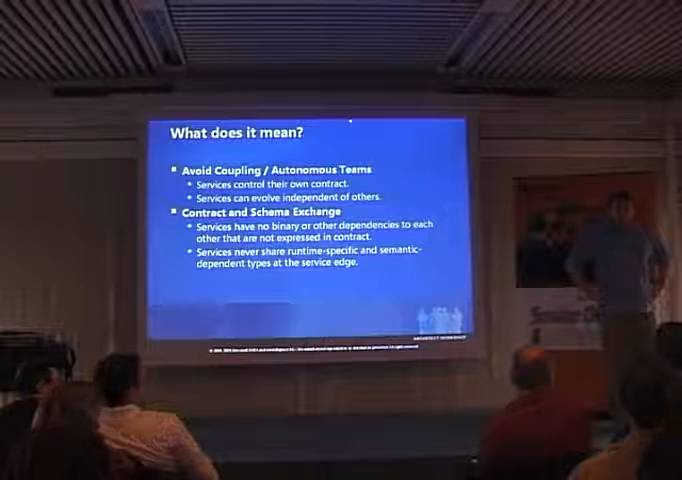 What does it mean?
Avoid Coupling / Autonomous Teams
Services control their own contract.
Services can evolve independent of others.
Contract and Schema Exchange
Services have no binary or other dependencies to each
other that are not expressed in contract.
Services never share runtime-specific and semantic-
dependent types at the service edge.